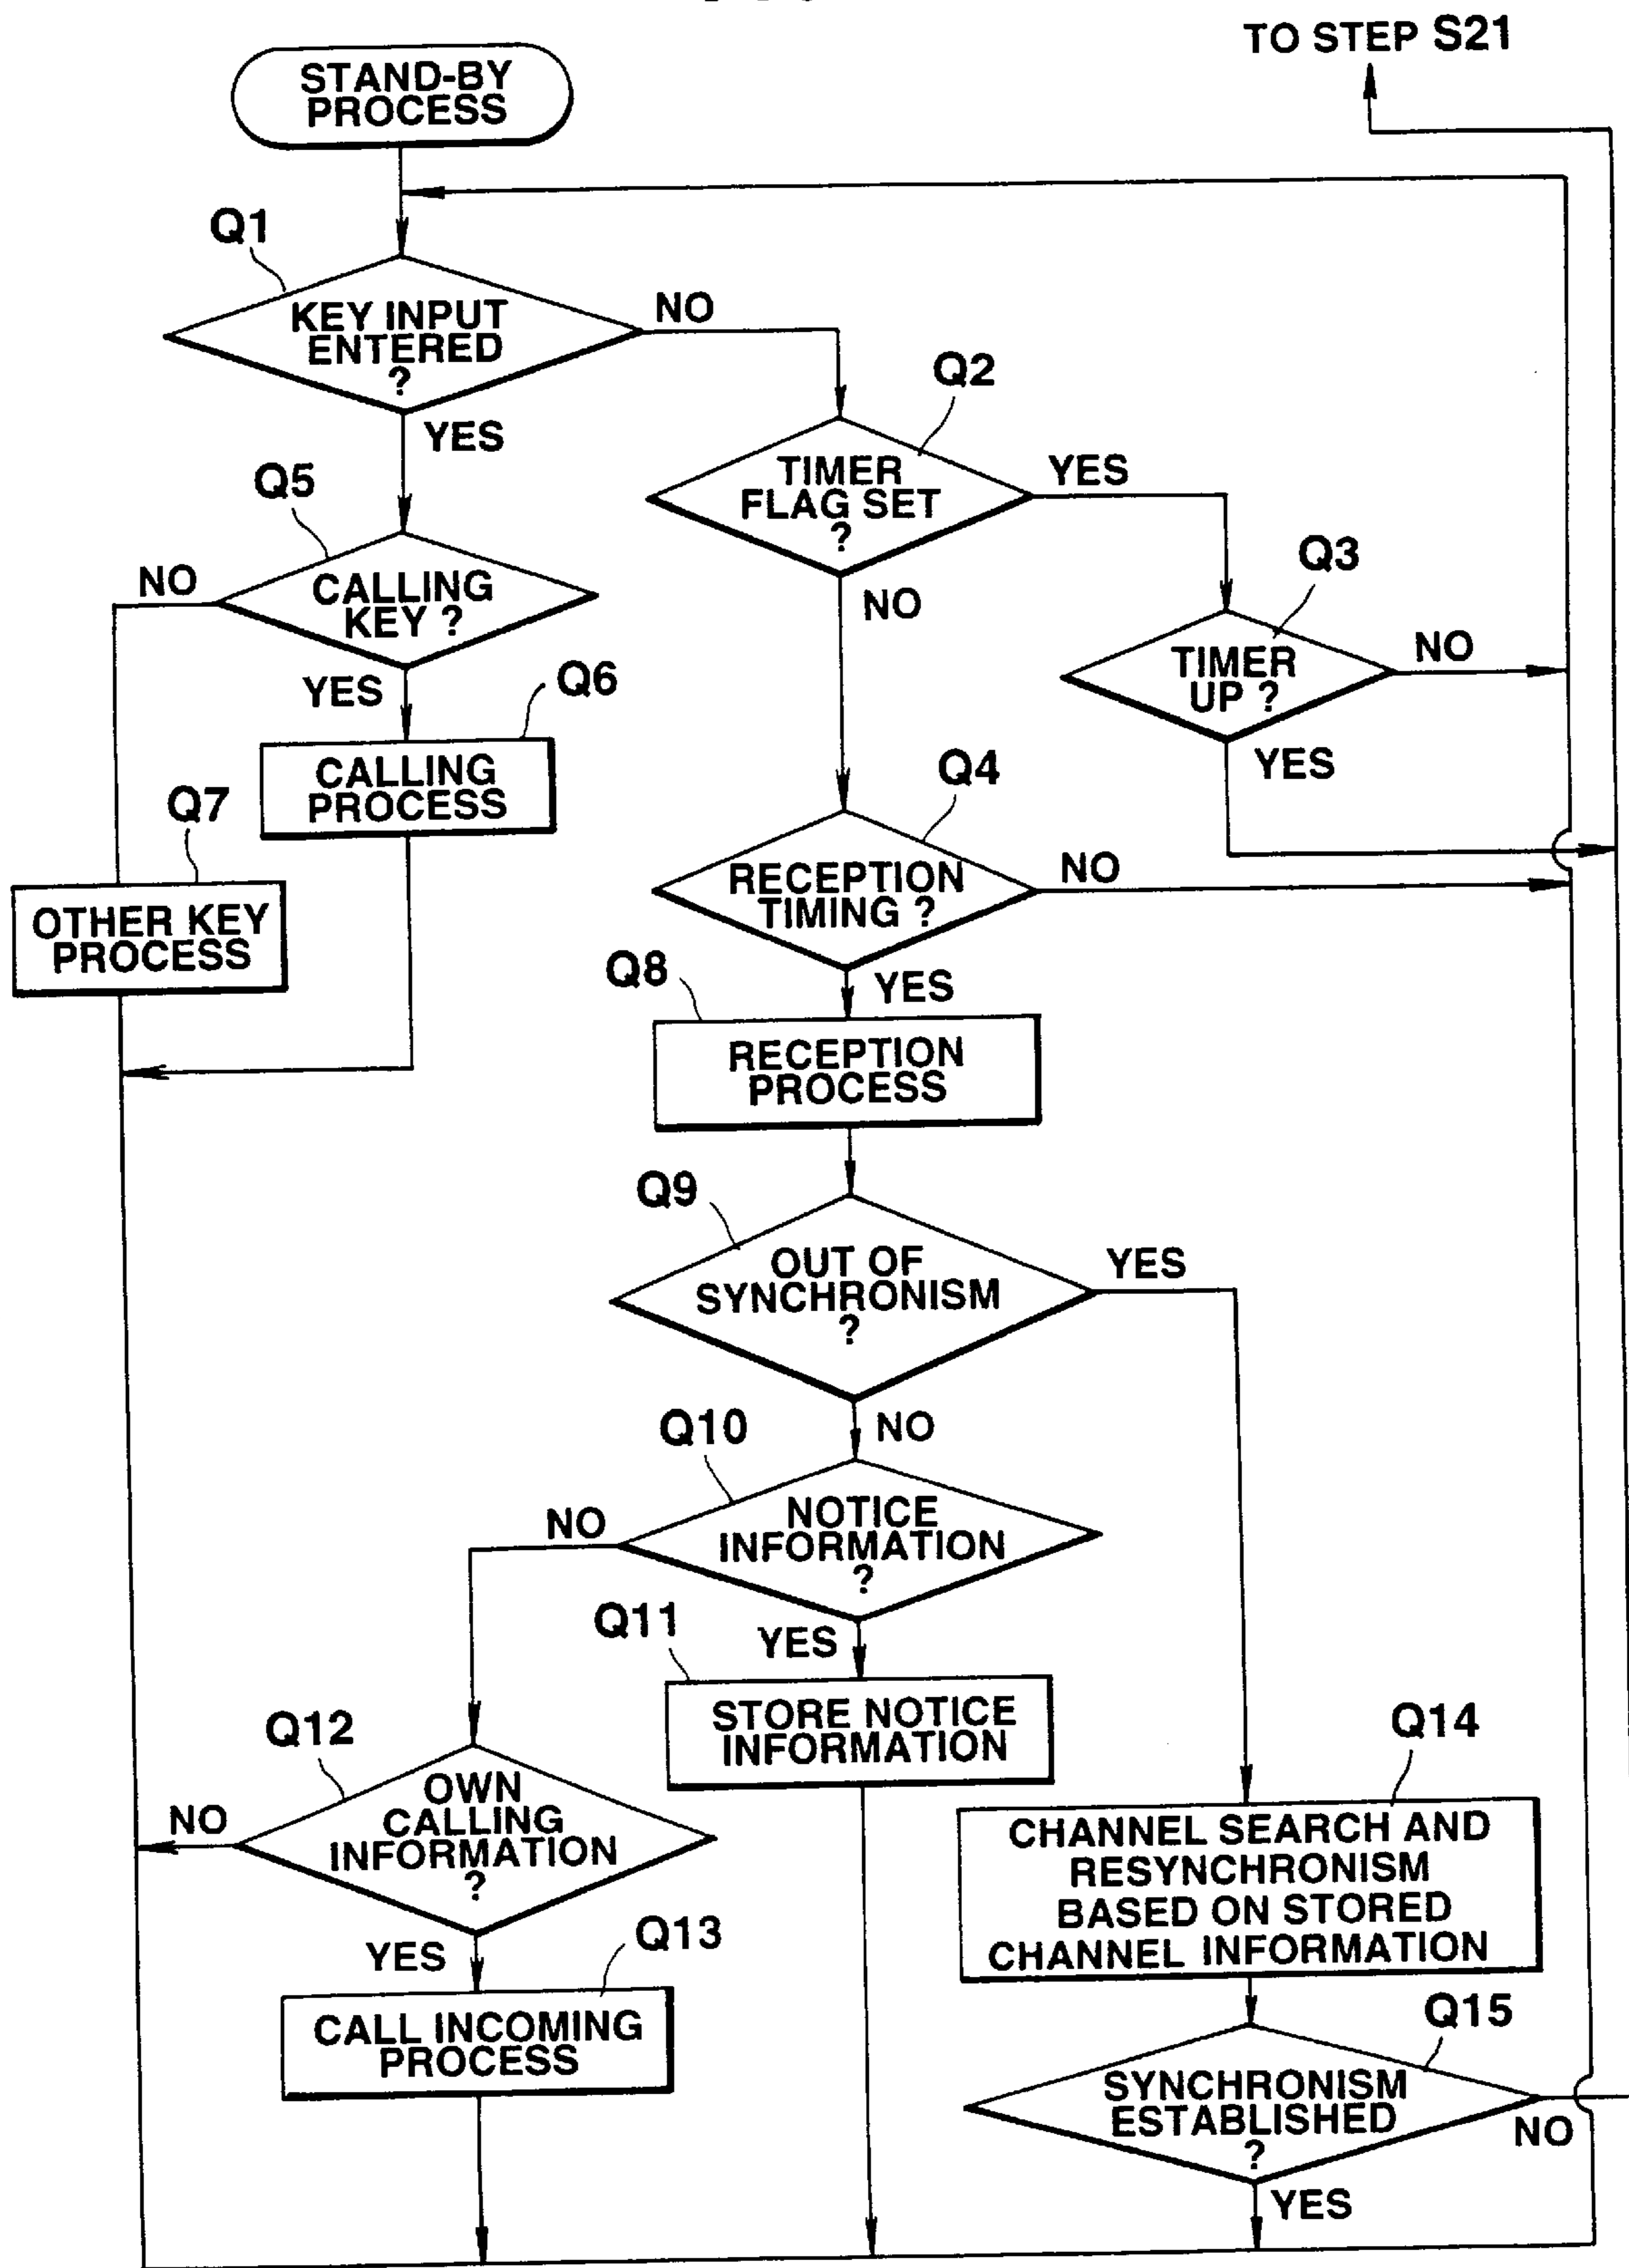 TO STEP S21
STAND-BY
PROCESS
Q1
KEY INPUT
ENTERED
?
NO
YES
Q2
TIMER
FLAG SET
?
YES
NO
Q5
CALLING
KEY ?
NO
YES
Q3
TIMER
UP ?
NO
YES
Q6
CALLING
PROCESS
Q7
OTHER KEY
PROCESS
Q4
RECEPTION
TIMING ?
NO
YES
Q8
RECEPTION
PROCESS
Q9
OUT OF
SYNCHRONISM
?
YES
NO
Q10
NOTICE
INFORMATION
?
NO
YES
Q11
STORE NOTICE
INFORMATION
Q12
OWN
CALLING
INFORMATION
?
NO
YES
Q13
CALL INCOMING
PROCESS
Q14
CHANNEL SEARCH AND
RESYNCHRONISM
BASED ON STORED
CHANNEL INFORMATION
Q15
SYNCHRONISM
ESTABLISHED
?
NO
YES